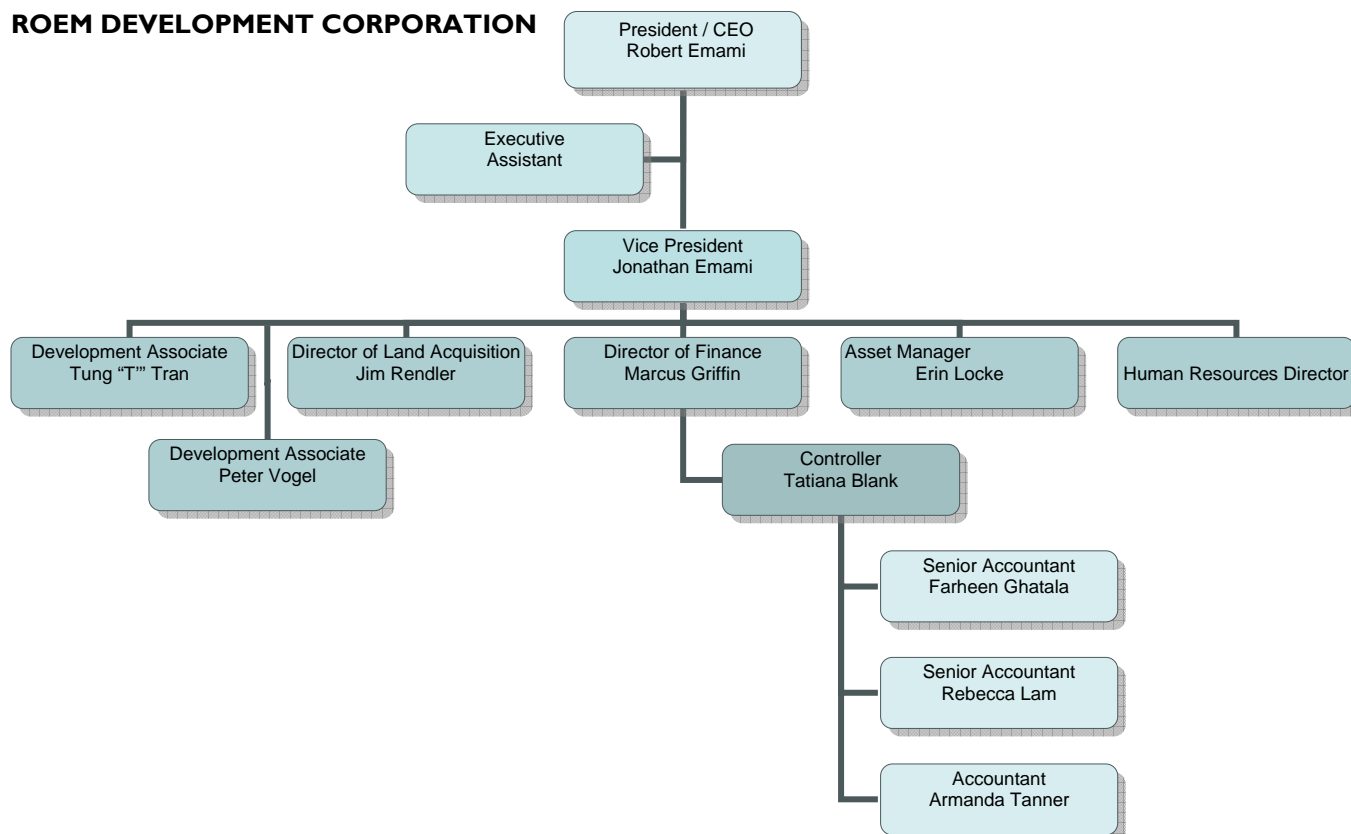 ROEM DEVELOPMENT CORPORATION
President / CEO
Robert Emami
Executive
Assistant
Vice President
Jonathan Emami
Development Associate
Tung “T’” Tran
Director of Land Acquisition
Jim Rendler
Director of Finance
Marcus Griffin
Asset Manager
Erin Locke
Human Resources Director
Development Associate
Peter Vogel
Controller
Tatiana Blank
Senior Accountant
Farheen Ghatala
Senior Accountant
Rebecca Lam
Accountant
Armanda Tanner